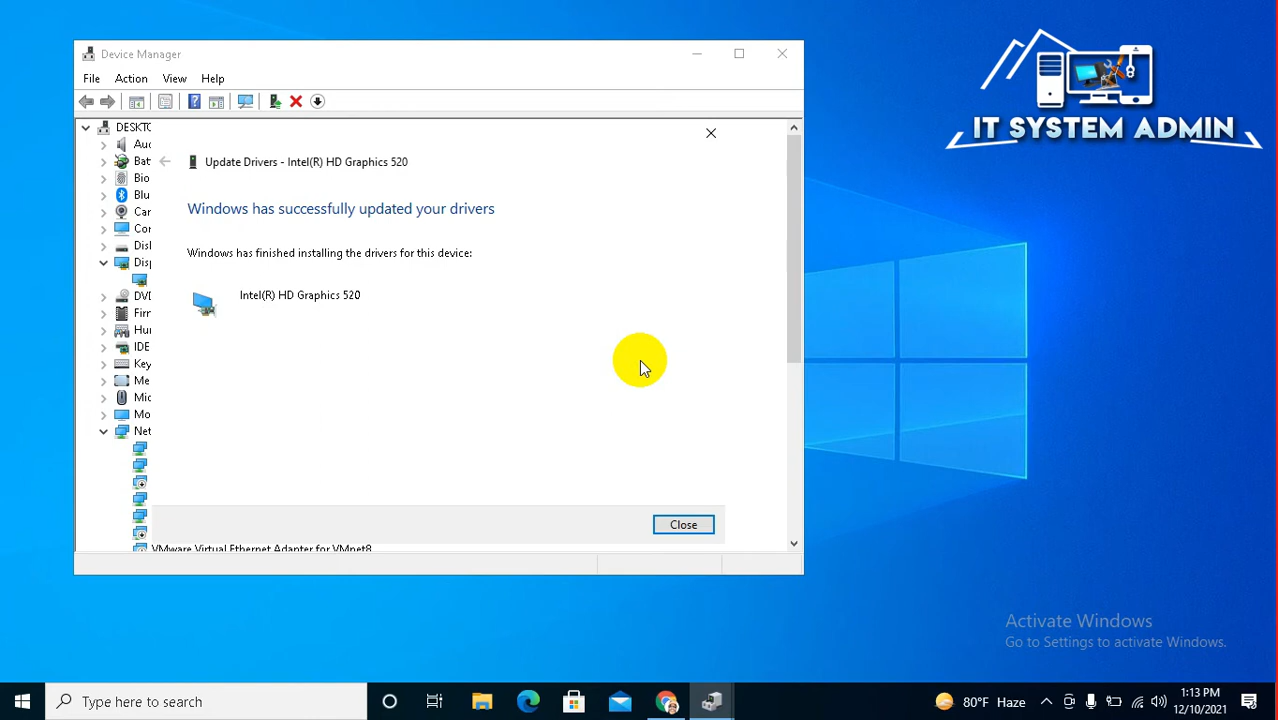 Device Manager
File Action View Help
DESKTC
Auc
Bat
Bio
Blu
Car
Cor
Disl
Disp
DVI
Firr
Hur
IDE
Key
Me
Mic
Mo
Net
Update Drivers - Intel(R) HD Graphics 520
Windows has successfully updated your drivers
Windows has finished installing the drivers for this device:
Intel(R) HD Graphics 520
Close
VMware Virtual Ethernet Adapter for VMnet8
IT SYSTEM ADMIN
Activate Windows
Go to Settings to activate Windows.
Type here to search
80°F Haze
1:13 PM
12/10/2021